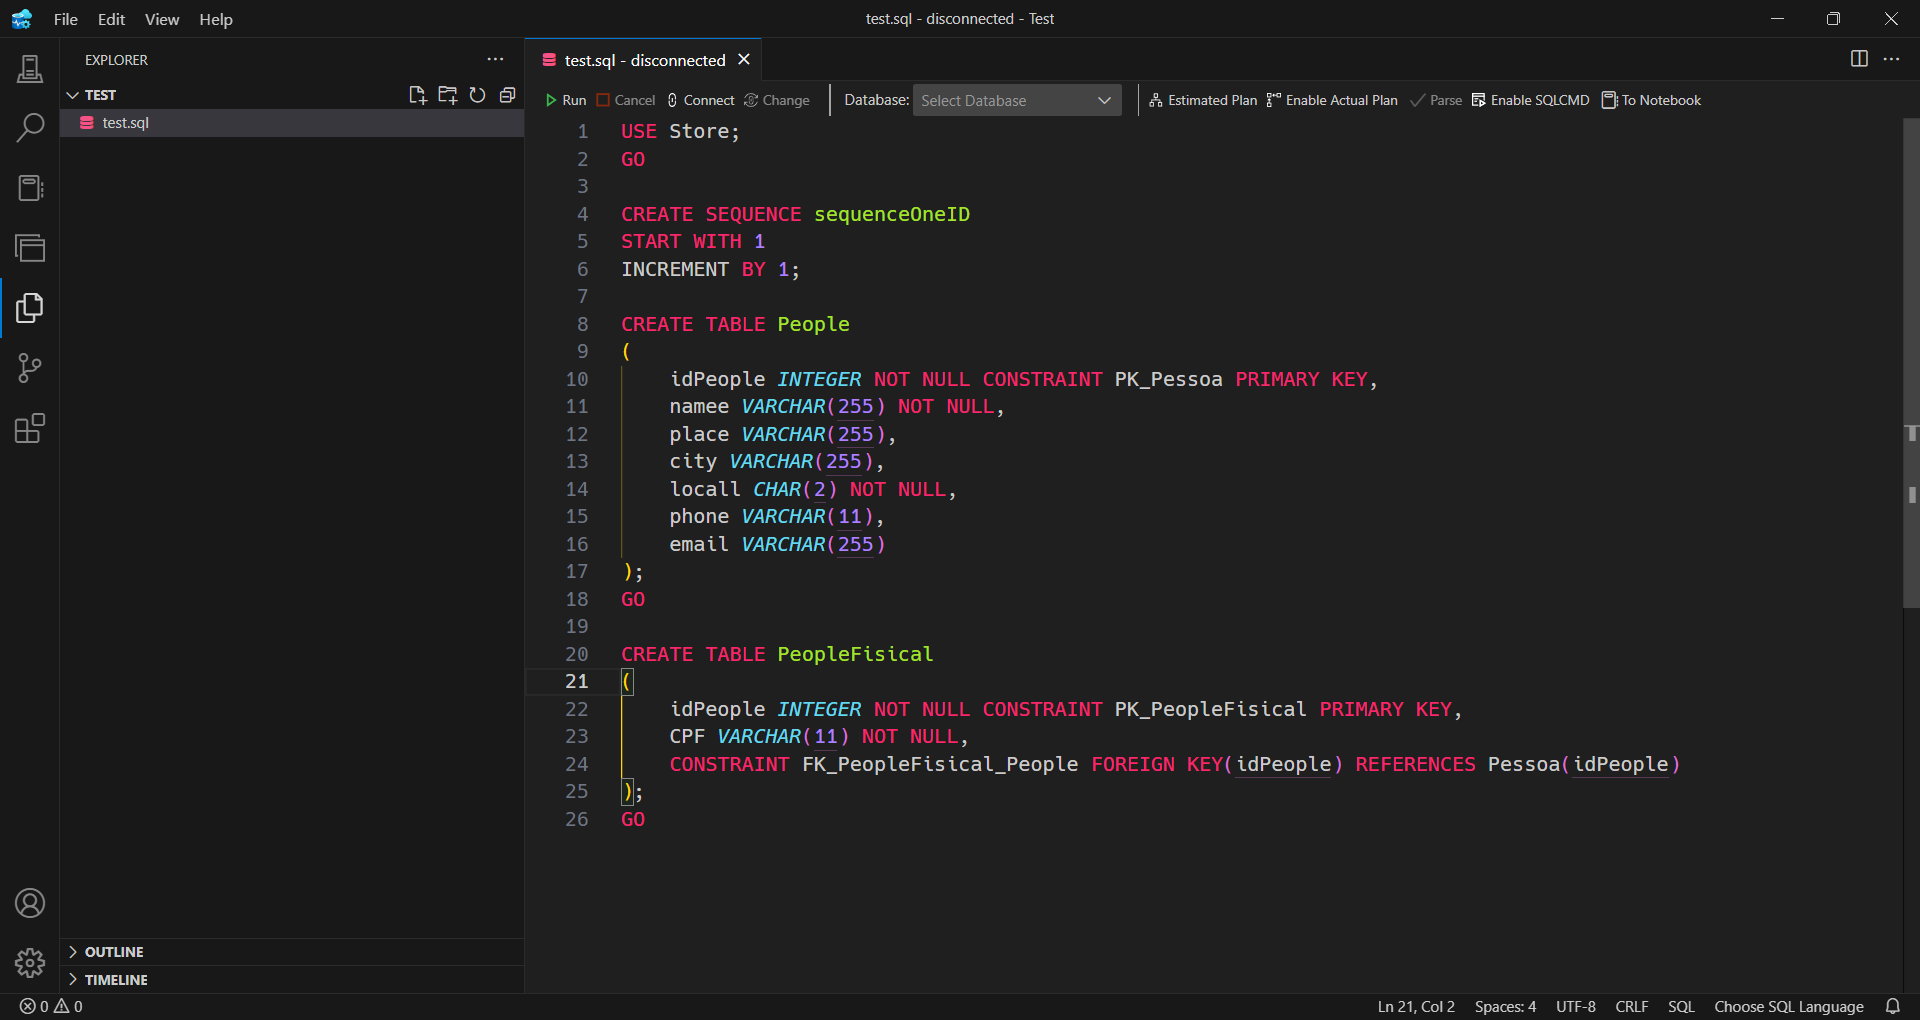 File Edit View Help
test.sql - disconnected - Test
EXPLORER
TEST
test.sql
OUTLINE
TIMELINE
test.sql - disconnected
Run Cancel Connect Change Database: Select Database Estimated Plan Enable Actual Plan Parse Enable SQLCMD To Notebook
1 USE Store;
2 GO
3
4 CREATE SEQUENCE sequenceOneID
5 START WITH 1
6 INCREMENT BY 1;
7
8 CREATE TABLE People
9 (
10 idPeople INTEGER NOT NULL CONSTRAINT PK_Pessoa PRIMARY KEY,
11 namee VARCHAR(255) NOT NULL,
12 place VARCHAR(255),
13 city VARCHAR(255),
14 locall CHAR(2) NOT NULL,
15 phone VARCHAR(11),
16 email VARCHAR(255)
17 );
18 GO
19
20 CREATE TABLE PeopleFisical
21 (
22 idPeople INTEGER NOT NULL CONSTRAINT PK_PeopleFisical PRIMARY KEY,
23 CPF VARCHAR(11) NOT NULL,
24 CONSTRAINT FK_PeopleFisical_People FOREIGN KEY(idPeople) REFERENCES Pessoa(idPeople)
25 );
26 GO
0 0
Ln 21, Col 2 Spaces: 4 UTF-8 CRLF SQL Choose SQL Language